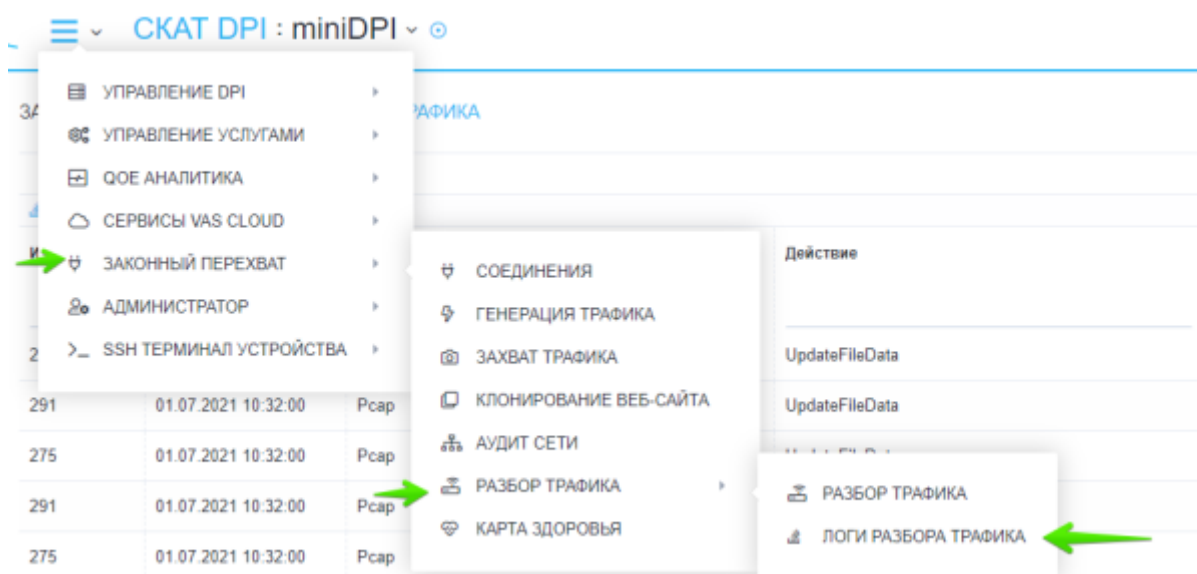 СКАТ DPI : miniDPI
УПРАВЛЕНИЕ DPI
УПРАВЛЕНИЕ УСЛУГАМИ
QOE АНАЛИТИКА
СЕРВИСЫ VAS CLOUD
ЗАКОННЫЙ ПЕРЕХВАТ
АДМИНИСТРАТОР
SSH ТЕРМИНАЛ УСТРОЙСТВА
СОЕДИНЕНИЯ
ГЕНЕРАЦИЯ ТРАФИКА
ЗАХВАТ ТРАФИКА
КЛОНИРОВАНИЕ ВЕБ-САЙТА
АУДИТ СЕТИ
РАЗБОР ТРАФИКА
КАРТА ЗДОРОВЬЯ
РАЗБОР ТРАФИКА
ЛОГИ РАЗБОРА ТРАФИКА
Действие
UpdateFileData
291 01.07.2021 10:32:00 Pcap UpdateFileData
275 01.07.2021 10:32:00 Pcap
291 01.07.2021 10:32:00 Pcap
275 01.07.2021 10:32:00 Pcap